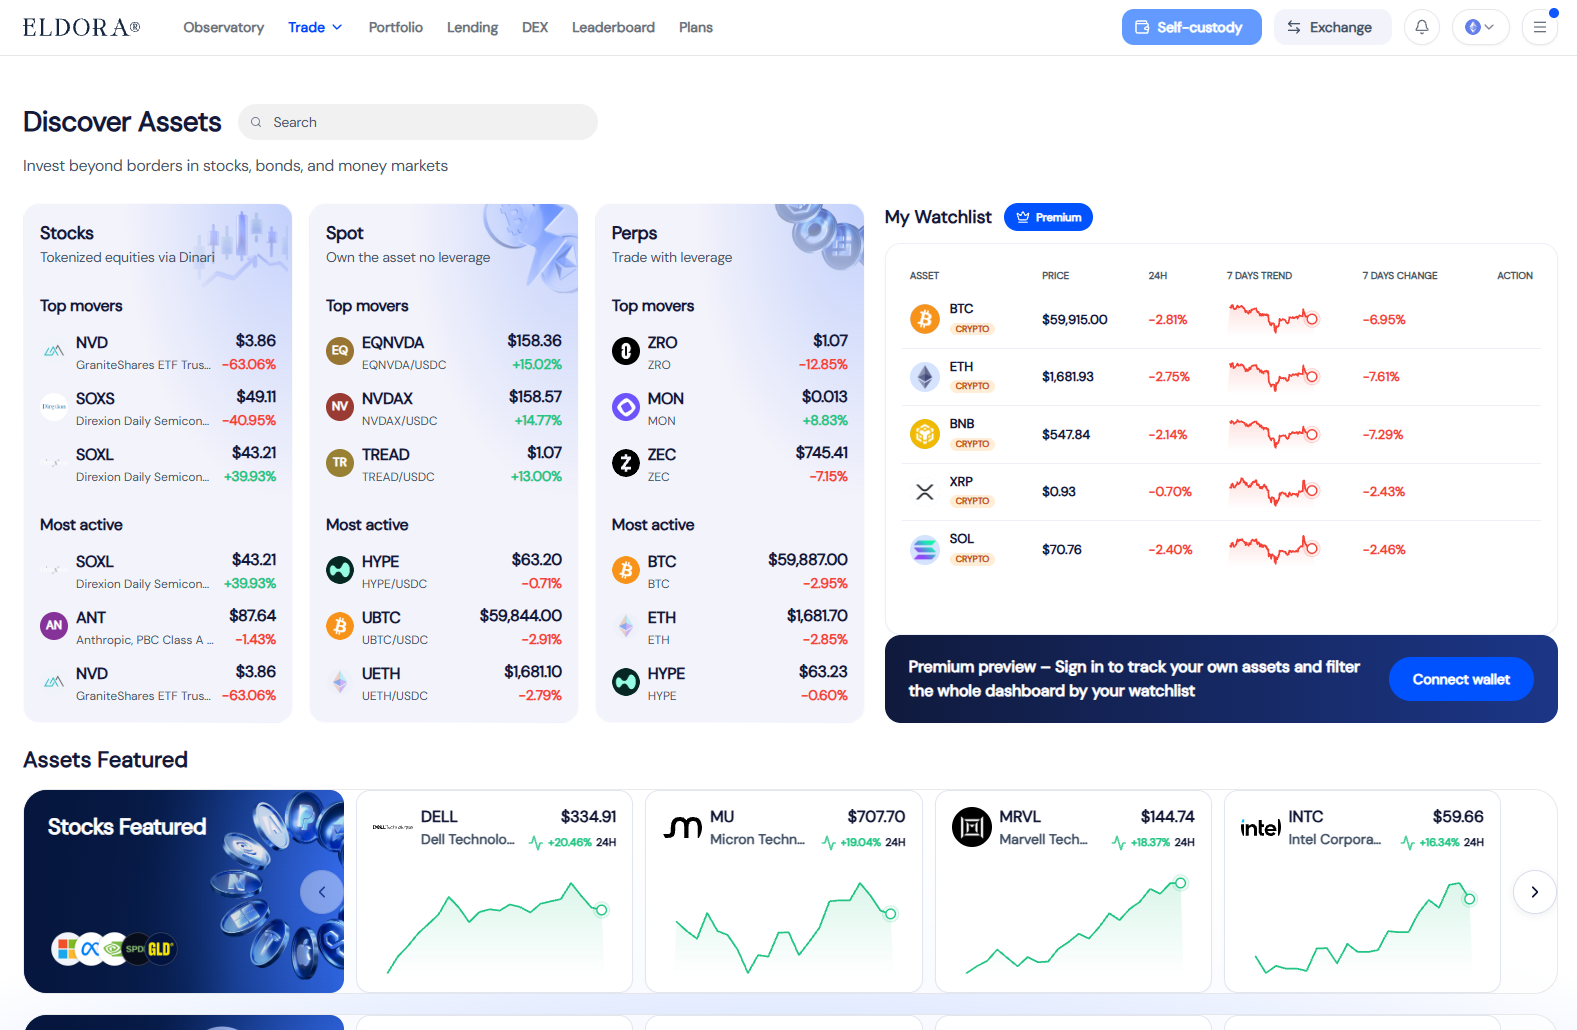 ELDORA®
Observatory
Trade
Portfolio
Lending
DEX
Leaderboard
Plans
Self-custody
Exchange
Discover Assets
Search
Invest beyond borders in stocks, bonds, and money markets
Stocks
Tokenized equities via Dinari
Top movers
NVD $3.86
GraniteShares ETF Trus... -63.06%
SOXS $49.11
Direxion Daily Semicon... -40.95%
SOXL $43.21
Direxion Daily Semicon... +39.93%
Most active
SOXL $43.21
Direxion Daily Semicon... +39.93%
AN ANT $87.64
Anthropic, PBC Class A ... -1.43%
NVD $3.86
GraniteShares ETF Trus... -63.06%
Spot
Own the asset no leverage
Top movers
EQ EQNVDA $158.36
EQNVDA/USDC +15.02%
NV NVDAX $158.57
NVDAX/USDC +14.77%
TR TREAD $1.07
TREAD/USDC +13.00%
Most active
HYPE $63.20
HYPE/USDC -0.71%
UBTC $59,844.00
UBTC/USDC -2.91%
UETH $1,681.10
UETH/USDC -2.79%
Perps
Trade with leverage
Top movers
ZRO $1.07
ZRO -12.85%
MON $0.013
MON +8.83%
ZEC $745.41
ZEC -7.15%
Most active
BTC $59,887.00
BTC -2.95%
ETH $1,681.70
ETH -2.85%
HYPE $63.23
HYPE -0.60%
My Watchlist
Premium
ASSET PRICE 24H 7 DAYS TREND 7 DAYS CHANGE ACTION
BTC
CRYPTO
$59,915.00 -2.81% -6.95%
ETH
CRYPTO
$1,681.93 -2.75% -7.61%
BNB
CRYPTO
$547.84 -2.14% -7.29%
XRP
CRYPTO
$0.93 -0.70% -2.43%
SOL
CRYPTO
$70.76 -2.40% -2.46%
Premium preview – Sign in to track your own assets and filter
the whole dashboard by your watchlist
Connect wallet
Assets Featured
Stocks Featured
SPD
GLD
DELL $334.91
Dell Technolo... +20.46% 24H
MU $707.70
Micron Techn... +19.04% 24H
MRVL $144.74
Marvell Tech... +18.37% 24H
intel
INTC $59.66
Intel Corpora... +16.34% 24H